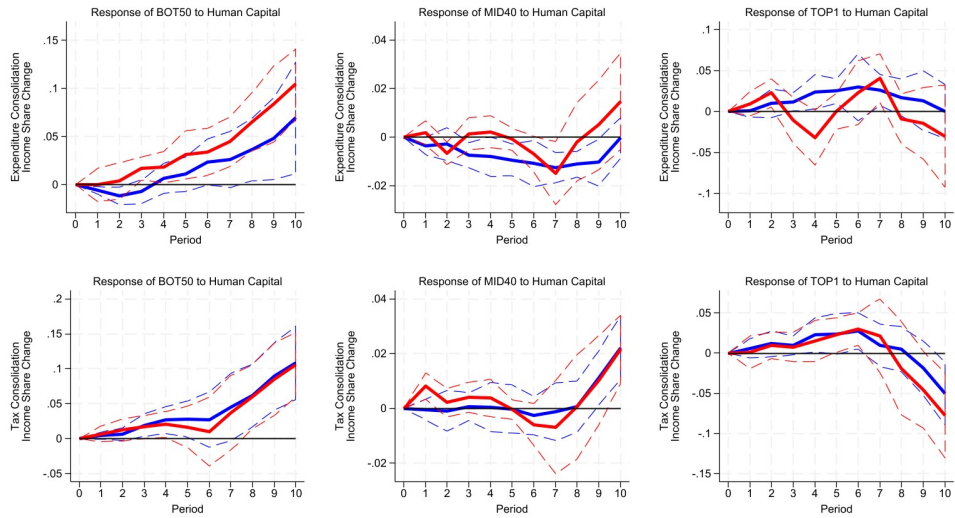 Response of BOT50 to Human Capital
Expenditure Consolidation
Income Share Change
.15
.1
.05
0
0 1 2 3 4 5 6 7 8 9 10
Period
Response of MID40 to Human Capital
Expenditure Consolidation
Income Share Change
.04
.02
0
-.02
0 1 2 3 4 5 6 7 8 9 10
Period
Response of TOP1 to Human Capital
Expenditure Consolidation
Income Share Change
.1
.05
0
-.05
-.1
0 1 2 3 4 5 6 7 8 9 10
Period
Response of BOT50 to Human Capital
Tax Consolidation
Income Share Change
.2
.15
.1
.05
0
-.05
0 1 2 3 4 5 6 7 8 9 10
Period
Response of MID40 to Human Capital
Tax Consolidation
Income Share Change
.04
.02
0
-.02
0 1 2 3 4 5 6 7 8 9 10
Period
Response of TOP1 to Human Capital
Tax Consolidation
Income Share Change
.05
0
-.05
-.1
-.15
0 1 2 3 4 5 6 7 8 9 10
Period